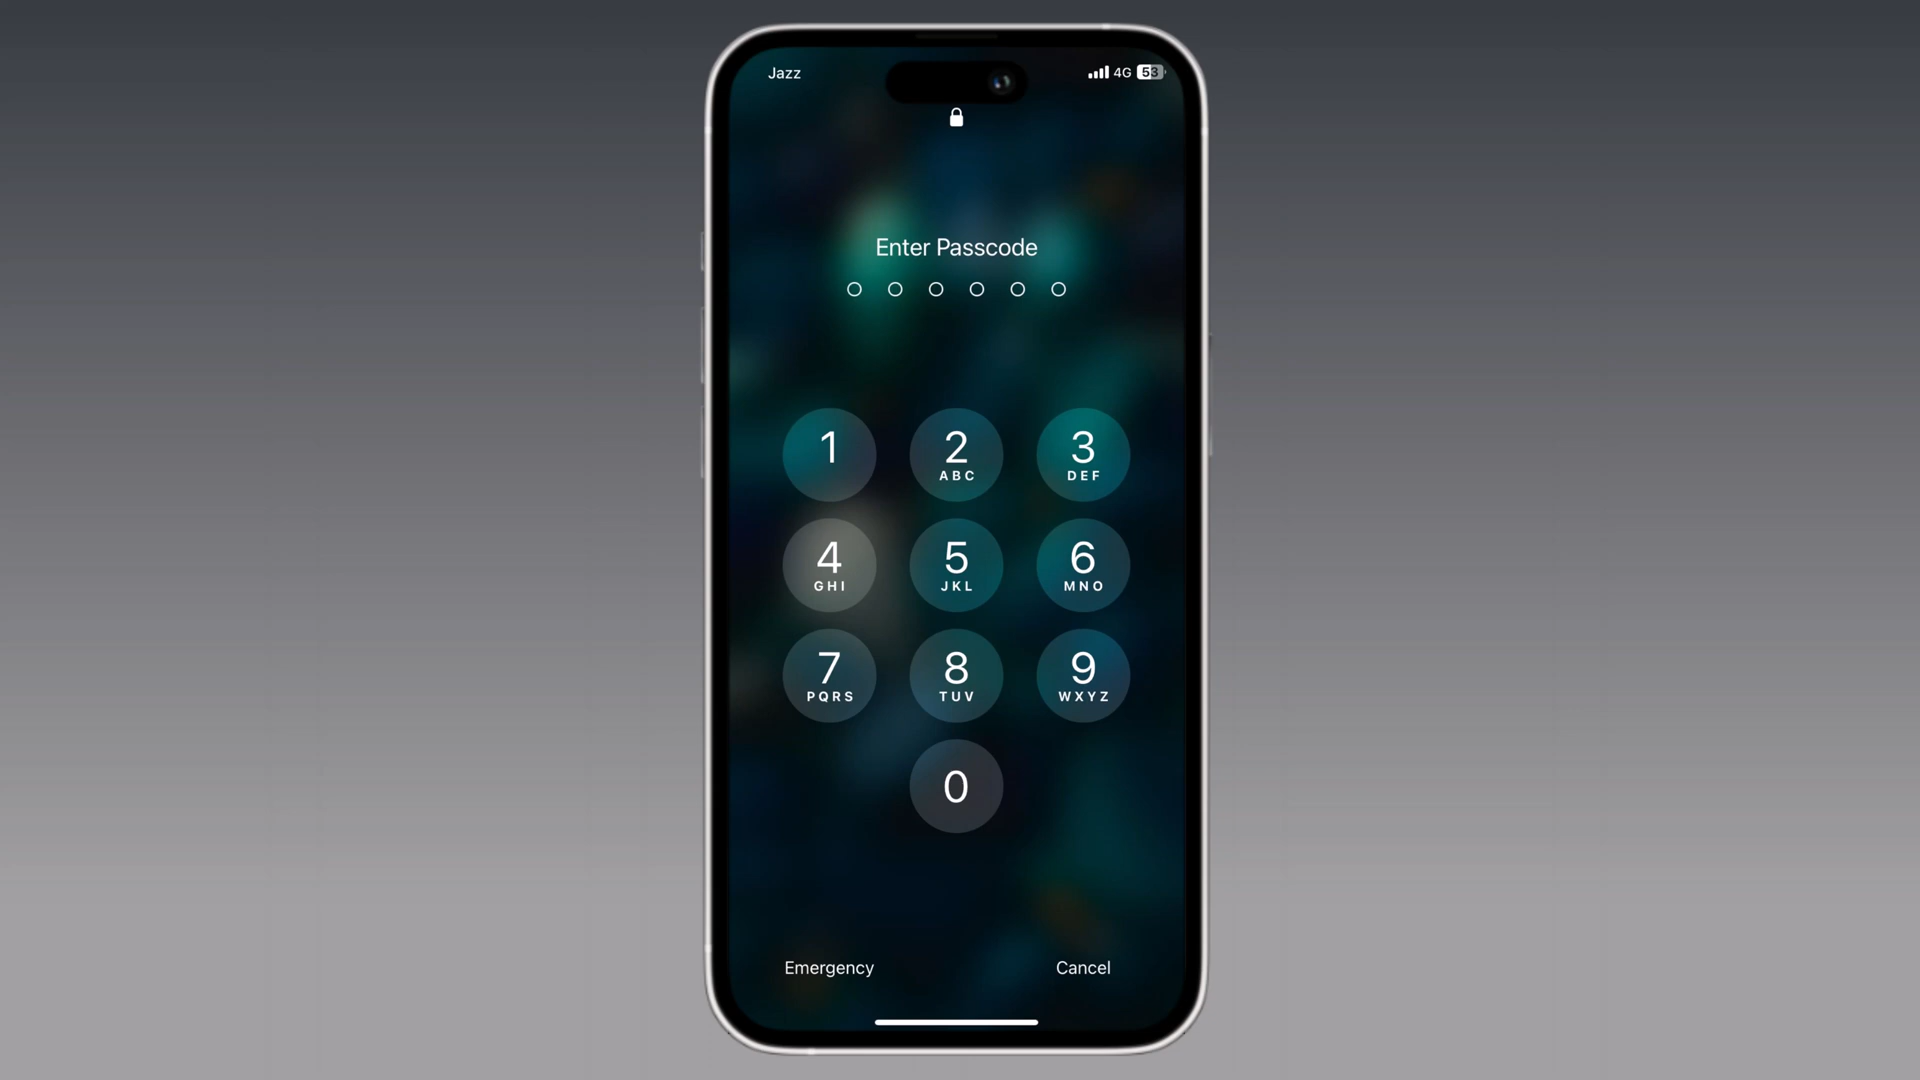 Jazz 4G 53
Enter Passcode
1 2 3
ABC DEF
4 5 6
GHI JKL MNO
7 8 9
PQRS TUV WXYZ
0
Emergency Cancel